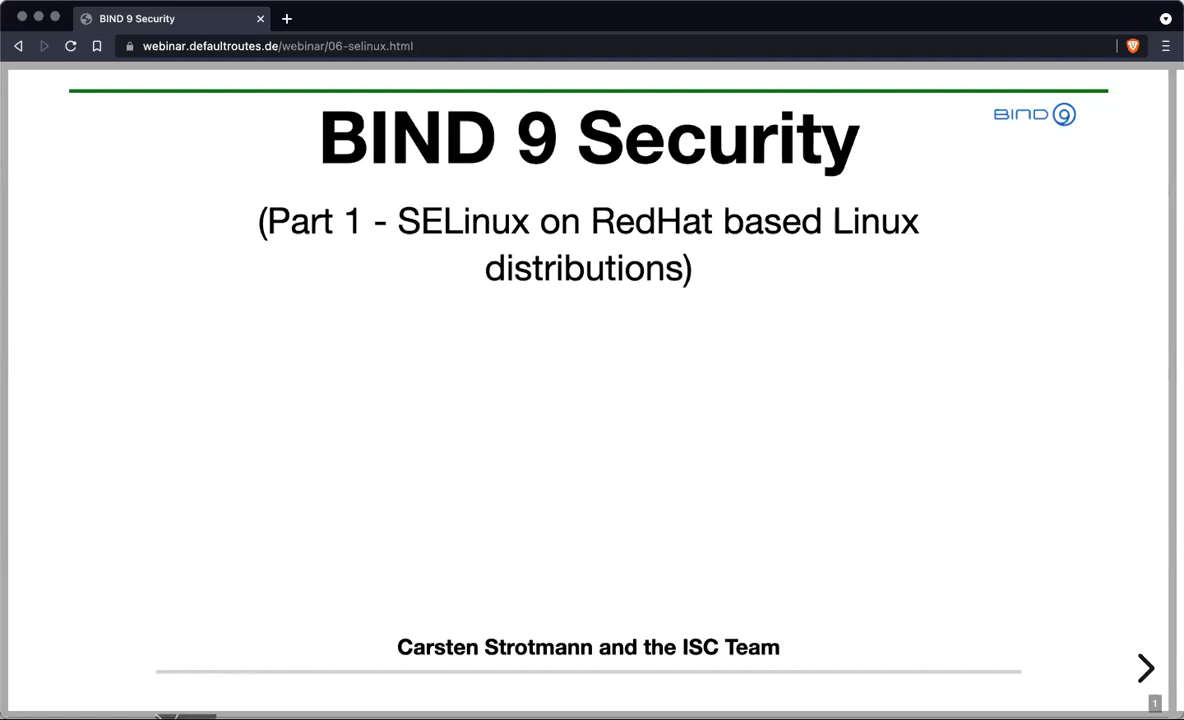 BIND 9 Security
webinar.defaultroutes.de/webinar/06-selinux.html
BIND 9
BIND 9 Security
(Part 1 - SELinux on RedHat based Linux
distributions)
Carsten Strotmann and the ISC Team
1